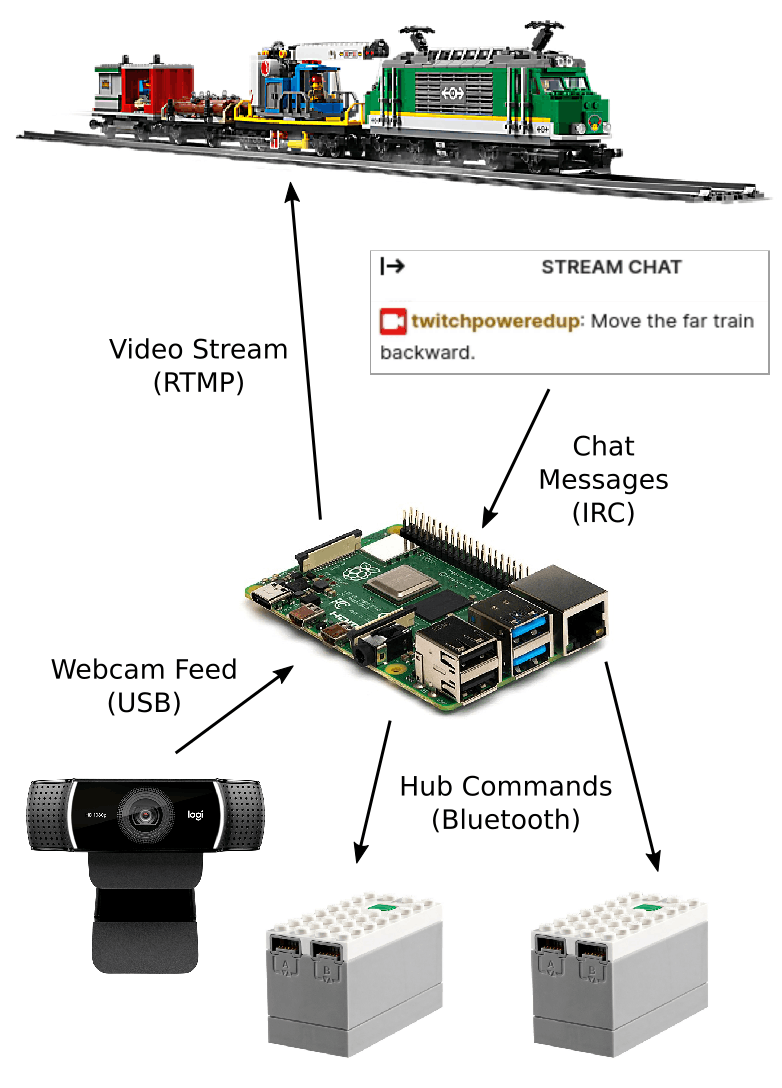 STREAM CHAT
twitchpoweredup: Move the far train
backward.
Video Stream
(RTMP)
Chat
Messages
(IRC)
Webcam Feed
(USB)
logi
Hub Commands
(Bluetooth)
A
B
A
B